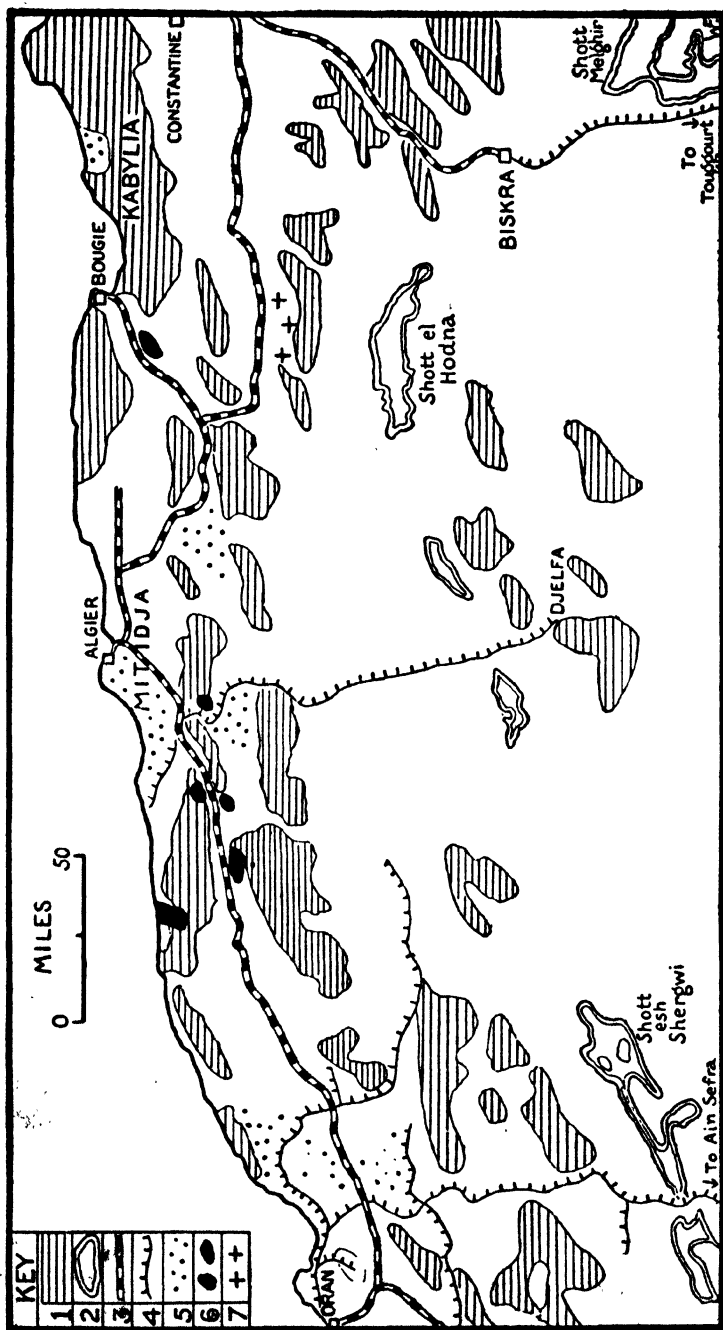 KEY
1
2
3
4
5
6
7
MILES
0 50
ORAN
ALGIER
MITIDJA
BOUGIE
KABYLIA
CONSTANTINE
BISKRA
DJELFA
Shott el
Hodna
Shott
Melghir
To
Touggourt
Shott
esh
Shergwi
To Ain Sefra